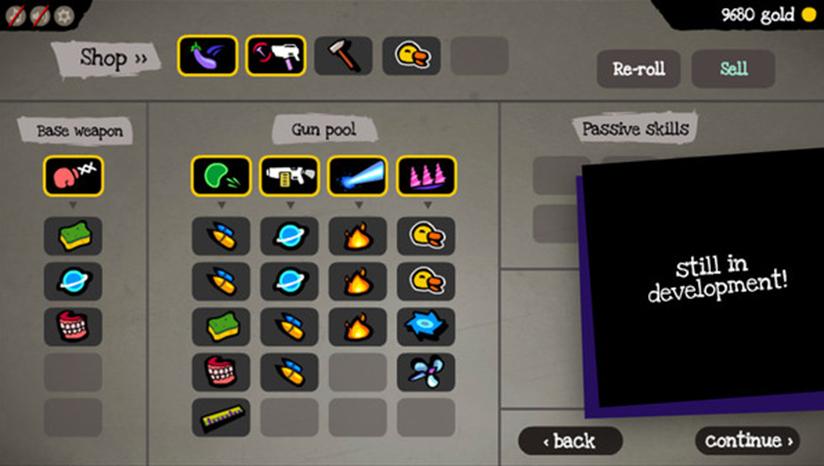 9680 gold
Shop »
Re-roll
Sell
Base weapon
Gun pool
Passive skills
still in
development!
‹ back
Continue ›